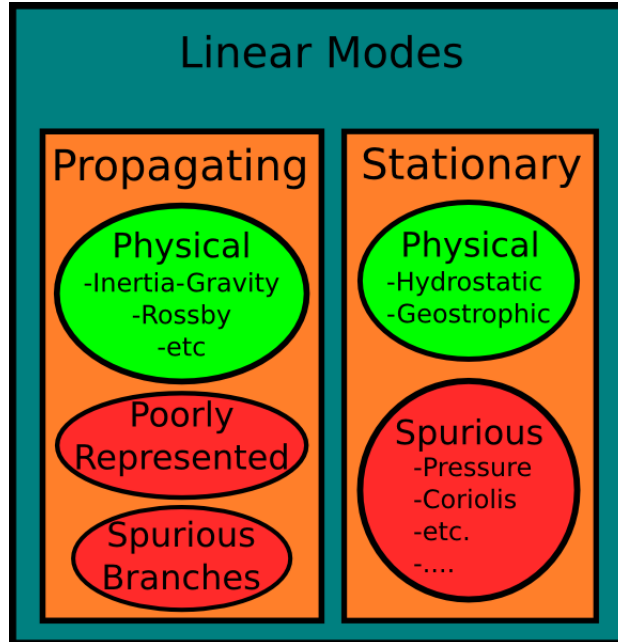 Linear Modes
Propagating
Physical
-Inertia-Gravity
-Rossby
-etc
Poorly
Represented
Spurious
Branches
Stationary
Physical
-Hydrostatic
-Geostrophic
Spurious
-Pressure
-Coriolis
-etc.
-....